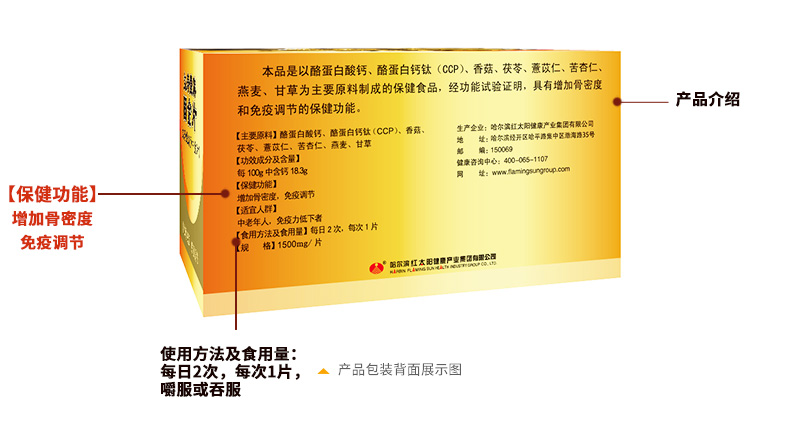 本品是以酪蛋白酸钙、酪蛋白钙钛（CCP）、香菇、茯苓、薏苡仁、苦杏仁、
燕麦、甘草为主要原料制成的保健食品，经功能试验证明，具有增加骨密度
和免疫调节的保健功能。
【主要原料】酪蛋白酸钙、酪蛋白钙钛（CCP）、香菇、
茯苓、薏苡仁、苦杏仁、燕麦、甘草
【功效成分及含量】
每100g中含钙18.3g
【保健功能】
增加骨密度，免疫调节
【适宜人群】
中老年人，免疫力低下者
【食用方法及食用量】每日2次，每次1片
【规 格】1500mg/片
生产企业：哈尔滨红太阳健康产业集团有限公司
地 址：哈尔滨经开区哈平路集中区渤海路35号
邮 编：150069
健康咨询中心：400-065-1107
网 址：www.flamingsungroup.com
哈尔滨红太阳健康产业集团有限公司
HARBIN FLAMING SUN HEALTH INDUSTRY GROUP CO., LTD.
产品介绍
【保健功能】
增加骨密度
免疫调节
使用方法及食用量：
每日2次，每次1片，
嚼服或吞服
产品包装背面展示图